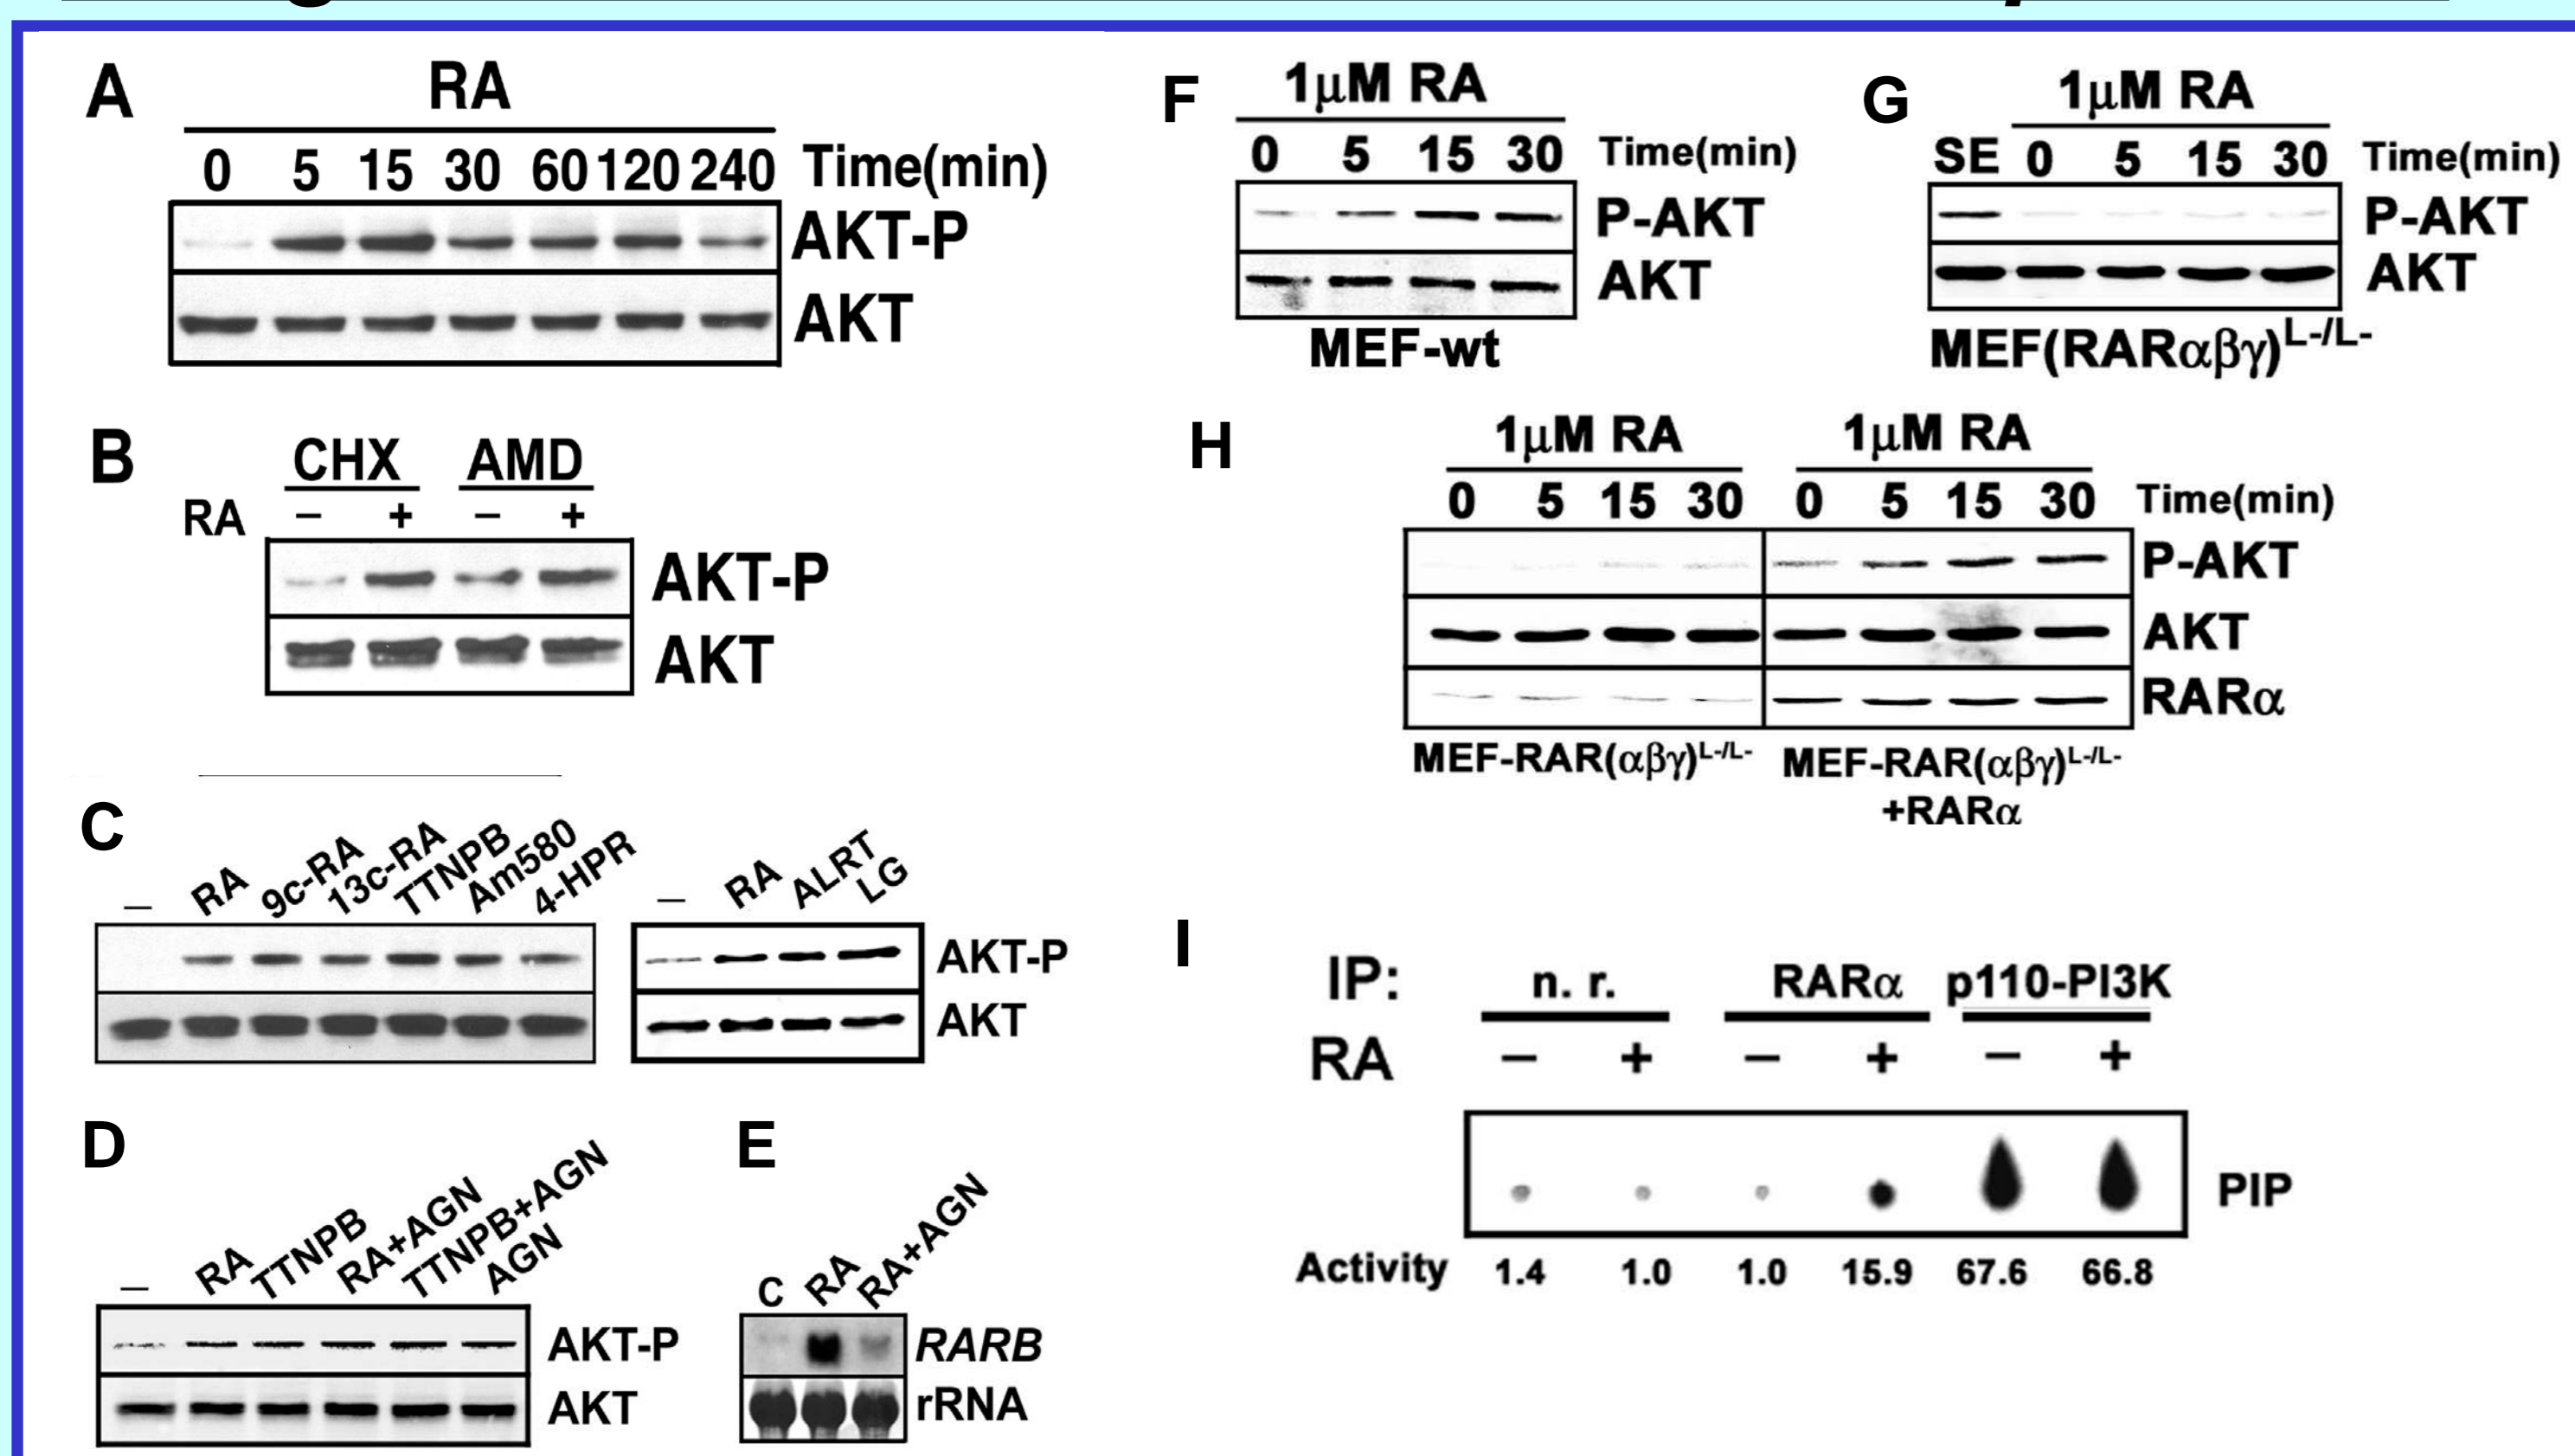 A
RA
0 5 15 30 60 120 240 Time(min)
AKT-P
AKT
B
CHX AMD
RA – + – +
AKT-P
AKT
C
– RA 9c-RA 13c-RA TTNPB Am580 4-HPR
– RA ALRT LG
AKT-P
AKT
D
– RA TTNPB RA+AGN TTNPB+AGN AGN
AKT-P
AKT
E
C RA RA+AGN
RARB
rRNA
F
1μM RA
0 5 15 30 Time(min)
P-AKT
AKT
MEF-wt
G
1μM RA
SE 0 5 15 30 Time(min)
P-AKT
AKT
MEF(RARαβγ)L-/L-
H
1μM RA 1μM RA
0 5 15 30 0 5 15 30 Time(min)
P-AKT
AKT
RARα
MEF-RAR(αβγ)L-/L- MEF-RAR(αβγ)L-/L-
+RARα
I
IP: n. r. RARα p110-PI3K
RA – + – + – +
PIP
Activity 1.4 1.0 1.0 15.9 67.6 66.8